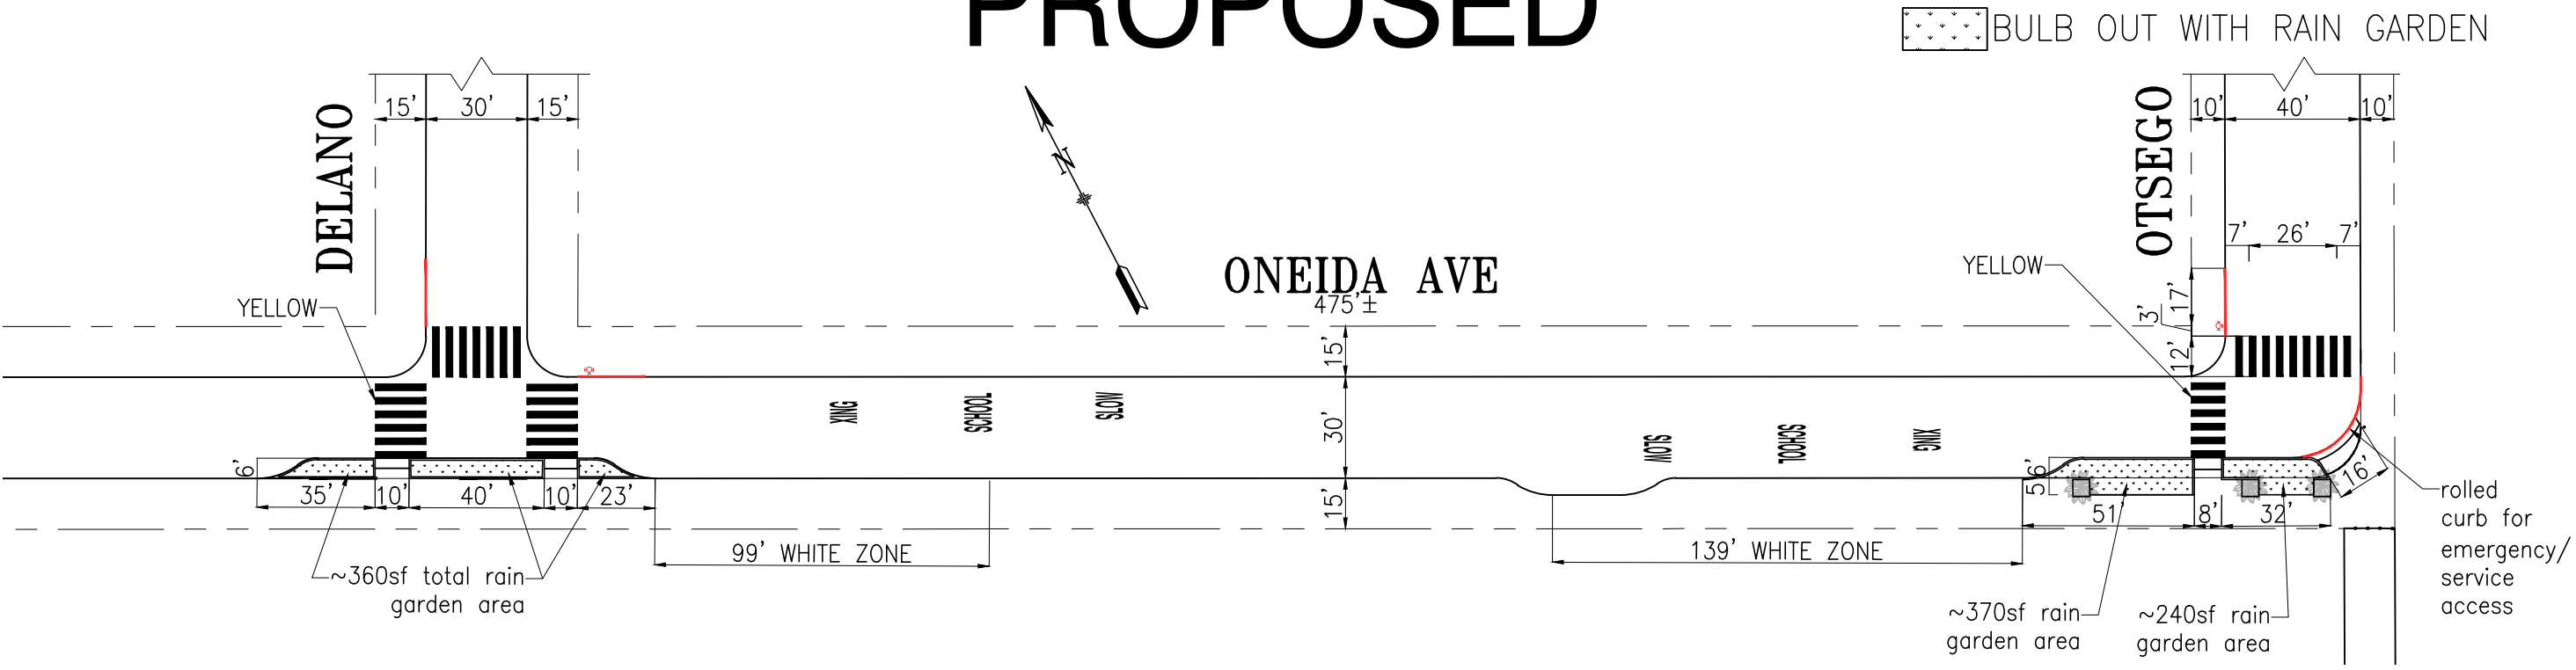 PROPOSED
BULB OUT WITH RAIN GARDEN
15' 30' 15'
10' 40' 10'
DELANO
OTSEGO
N
7' 26' 7'
ONEIDA AVE
475'±
YELLOW
YELLOW
17'
3'
12'
15'
30'
15'
XING
SCHOOL
SLOW
SLOW
SCHOOL
XING
6'
35' 10' 40' 10' 23'
6'
5'
51' 8' 32'
16'
99' WHITE ZONE
139' WHITE ZONE
~360sf total rain
garden area
~370sf rain
garden area
~240sf rain
garden area
rolled
curb for
emergency/
service
access